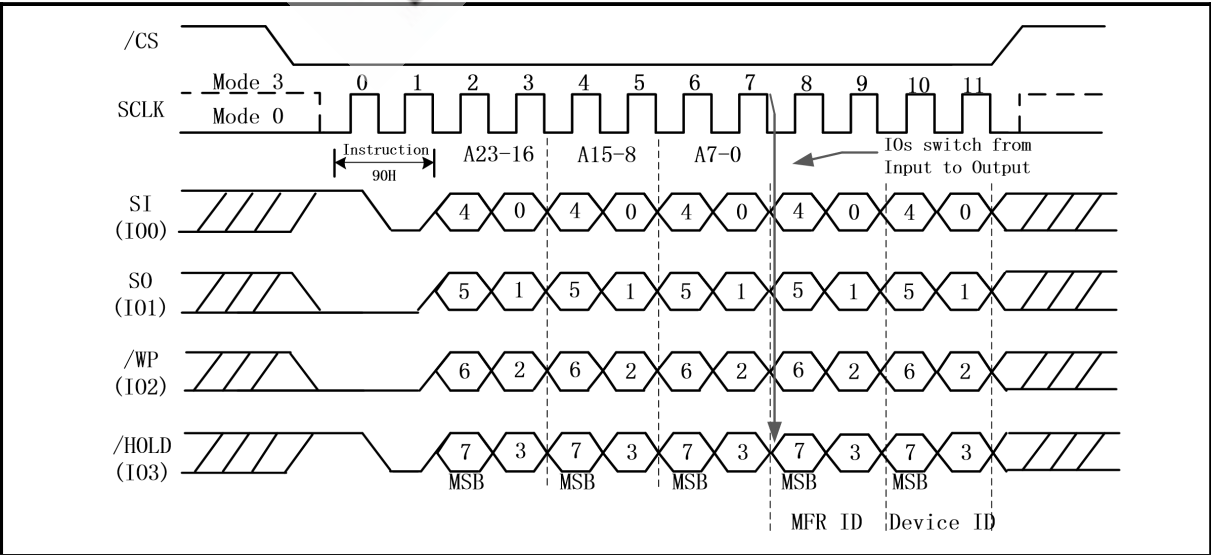 /CS
Mode 3 0 1 2 3 4 5 6 7 8 9 10 11
SCLK
Mode 0
Instruction A23-16 A15-8 A7-0 IOs switch from
90H Input to Output
SI 4 0 4 0 4 0 4 0 4 0
(IO0)
SO 5 1 5 1 5 1 5 1 5 1
(IO1)
/WP 6 2 6 2 6 2 6 2 6 2
(IO2)
/HOLD 7 3 7 3 7 3 7 3 7 3
(IO3) MSB MSB MSB MSB MSB
MFR ID Device ID